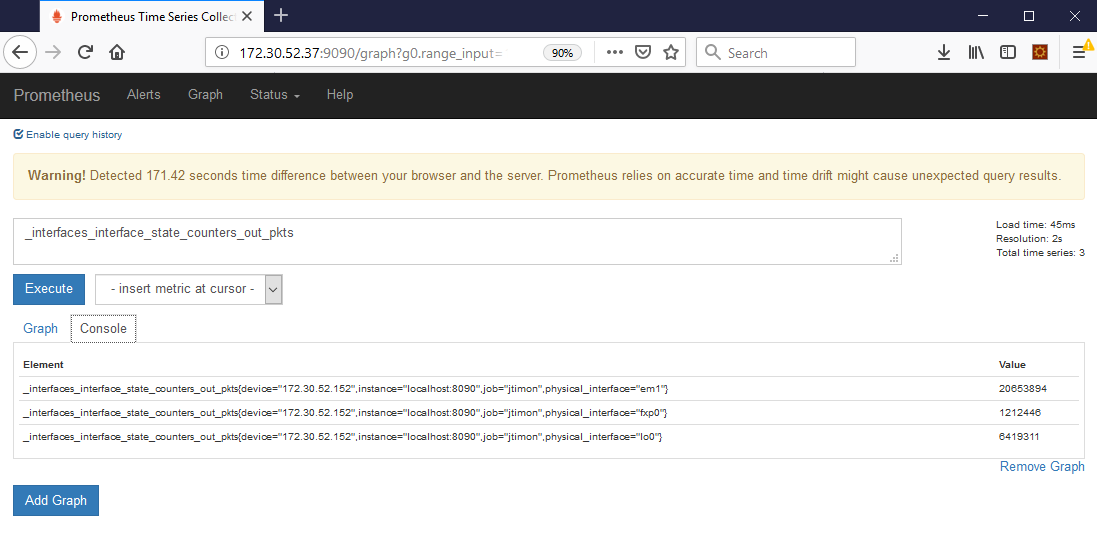 Prometheus Time Series Collect
172.30.52.37:9090/graph?g0.range_input=
90%
Search
Prometheus Alerts Graph Status Help
Enable query history
Warning! Detected 171.42 seconds time difference between your browser and the server. Prometheus relies on accurate time and time drift might cause unexpected query results.
_interfaces_interface_state_counters_out_pkts
Load time: 45ms
Resolution: 2s
Total time series: 3
Execute
- insert metric at cursor -
Graph Console
Element Value
_interfaces_interface_state_counters_out_pkts{device="172.30.52.152",instance="localhost:8090",job="jtimon",physical_interface="em1"} 20653894
_interfaces_interface_state_counters_out_pkts{device="172.30.52.152",instance="localhost:8090",job="jtimon",physical_interface="fxp0"} 1212446
_interfaces_interface_state_counters_out_pkts{device="172.30.52.152",instance="localhost:8090",job="jtimon",physical_interface="lo0"} 6419311
Remove Graph
Add Graph